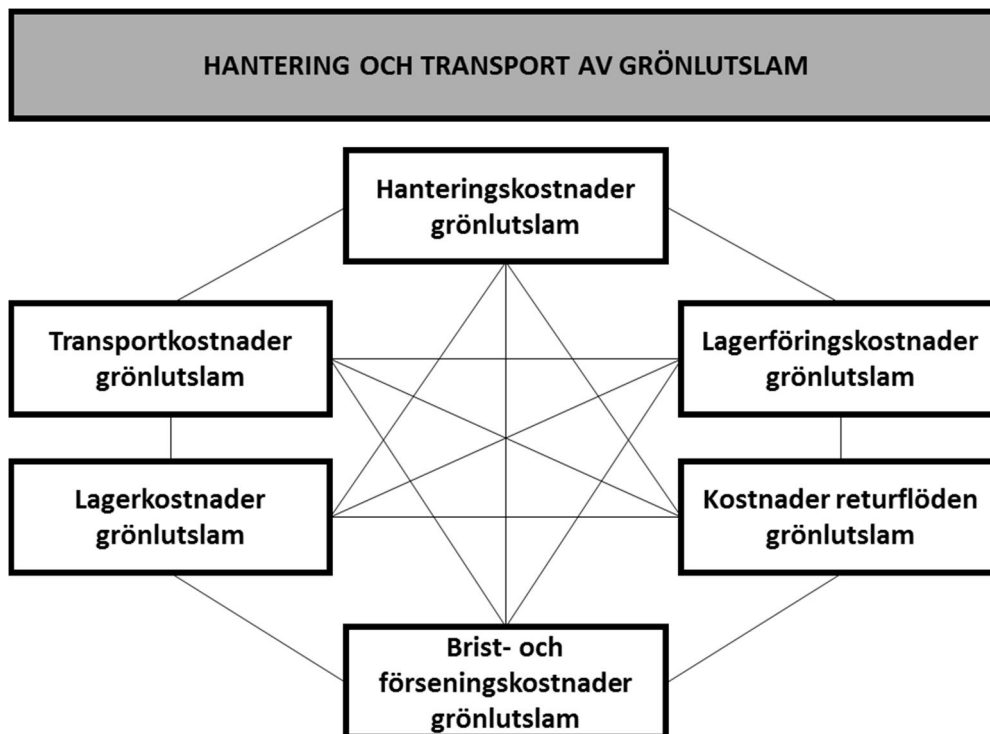 HANTERING OCH TRANSPORT AV GRÖNLUTSLAM
Hanteringskostnader
grönlutslam
Transportkostnader
grönlutslam
Lagerföringskostnader
grönlutslam
Lagerkostnader
grönlutslam
Kostnader returflöden
grönlutslam
Brist- och
förseningskostnader
grönlutslam